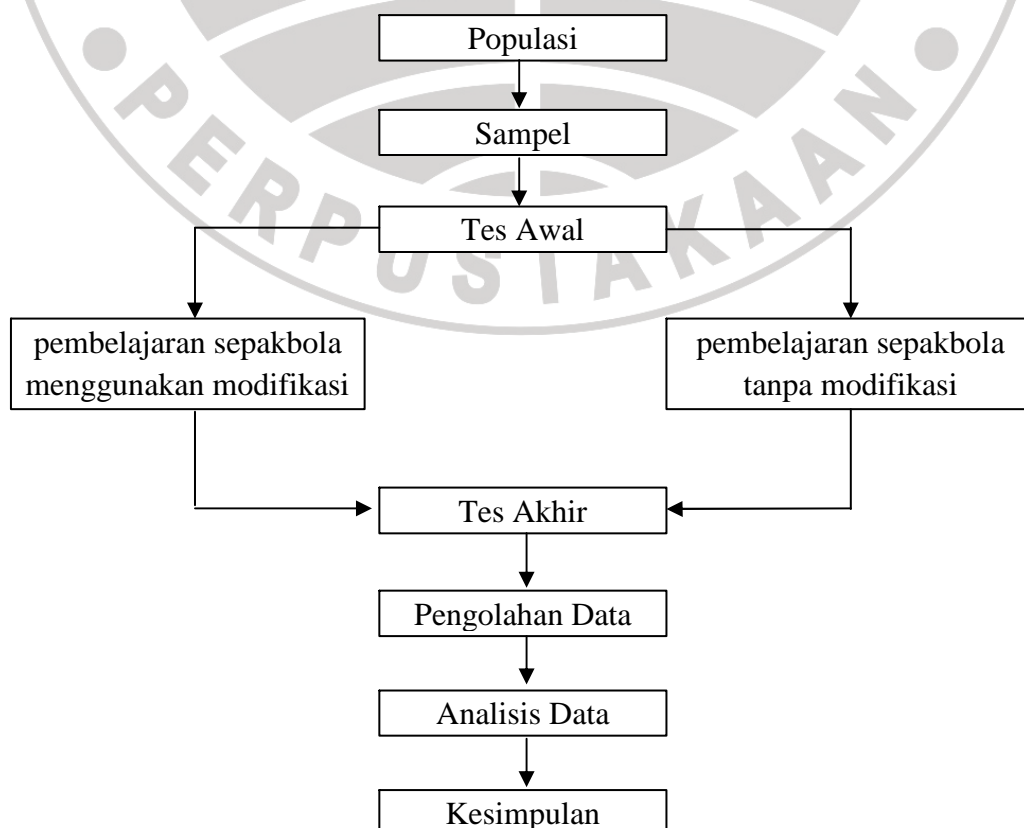 Populasi
Sampel
Tes Awal
PERPUSTAKAAN
pembelajaran sepakbola
menggunakan modifikasi
pembelajaran sepakbola
tanpa modifikasi
Tes Akhir
Pengolahan Data
Analisis Data
Kesimpulan